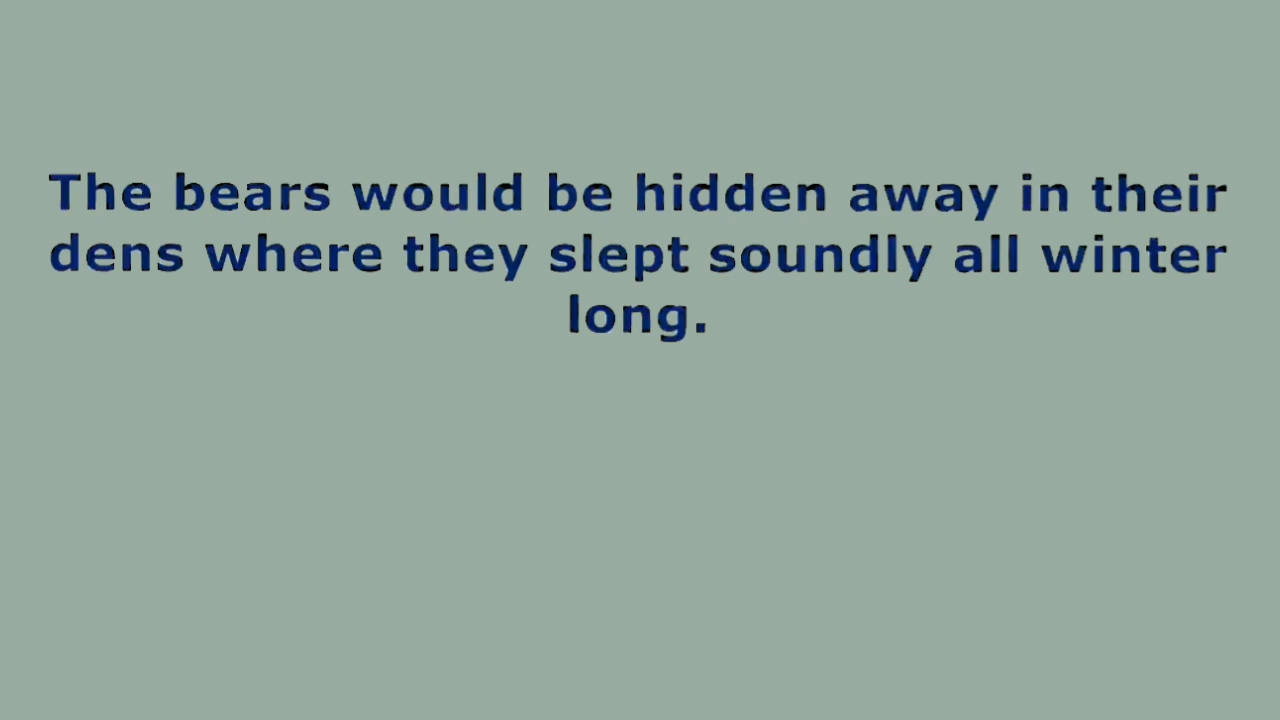 The bears would be hidden away in their
dens where they slept soundly all winter
long.